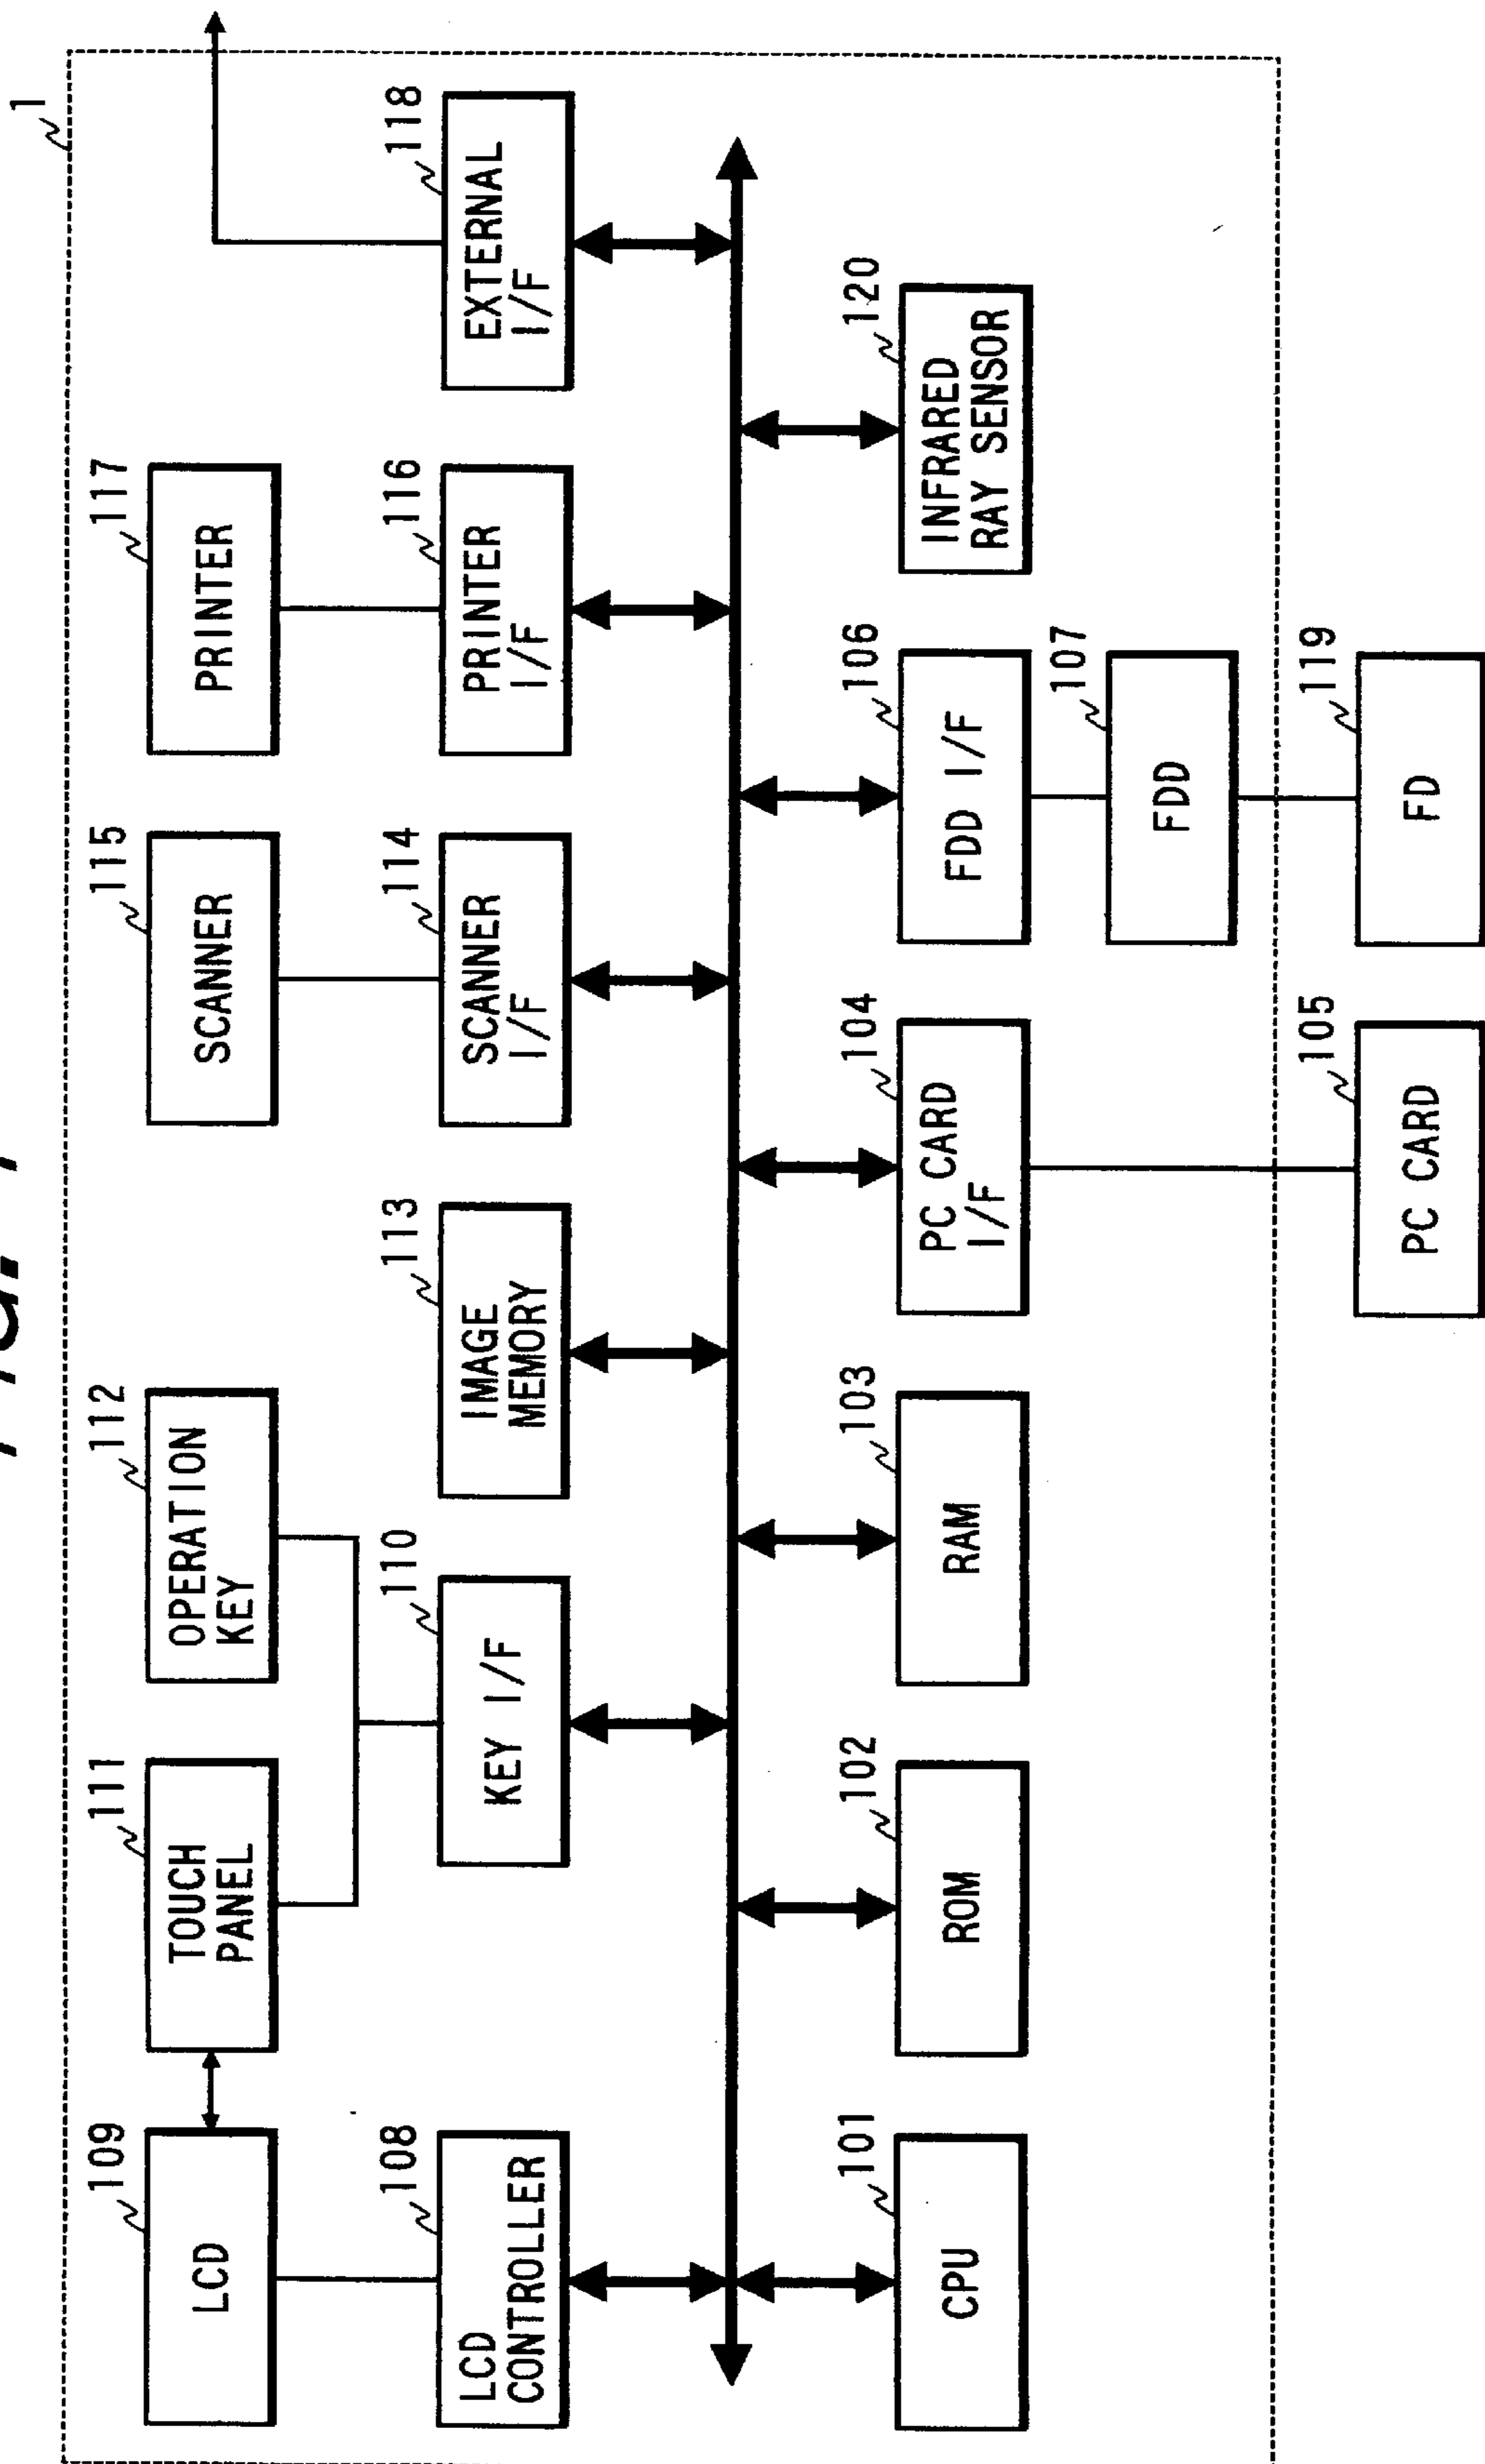 FIG. 1
1
109
LCD
111
TOUCH
PANEL
112
OPERATION
KEY
115
SCANNER
117
PRINTER
108
LCD
CONTROLLER
110
KEY I/F
113
IMAGE
MEMORY
114
SCANNER
I/F
116
PRINTER
I/F
118
EXTERNAL
I/F
101
CPU
102
ROM
103
RAM
104
PC CARD
I/F
106
FDD I/F
120
INFRARED
RAY SENSOR
107
FDD
105
PC CARD
119
FD